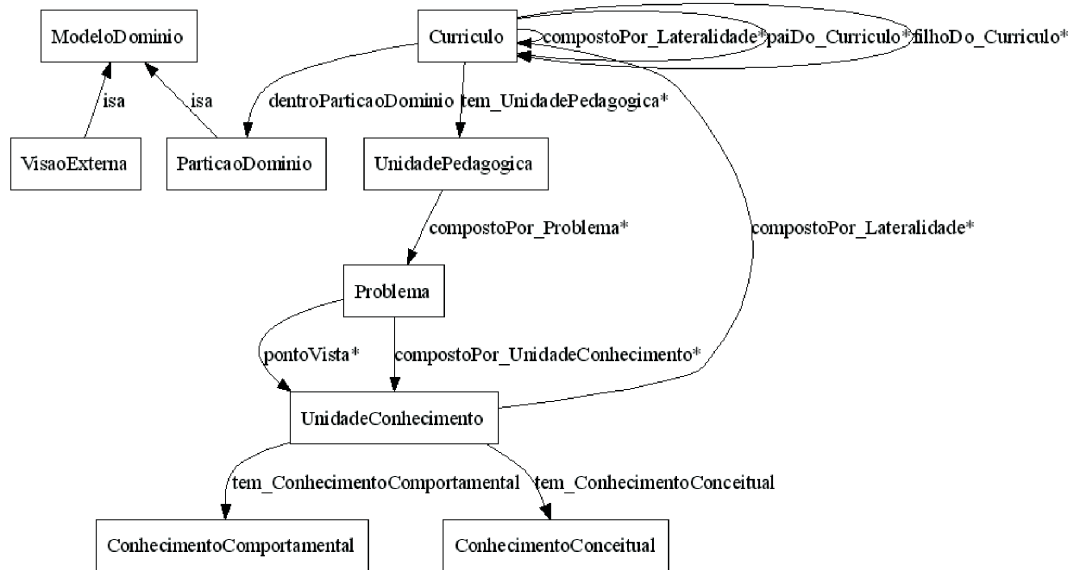 ModeloDominio
Curriculo
compostoPor_Lateralidade*
paiDo_Curriculo*
filhoDo_Curriculo*
isa
isa
dentroParticaoDominio
tem_UnidadePedagogica*
VisaoExterna
ParticaoDominio
UnidadePedagogica
compostoPor_Problema*
compostoPor_Lateralidade*
Problema
pontoVista*
compostoPor_UnidadeConhecimento*
UnidadeConhecimento
tem_ConhecimentoComportamental
tem_ConhecimentoConceitual
ConhecimentoComportamental
ConhecimentoConceitual